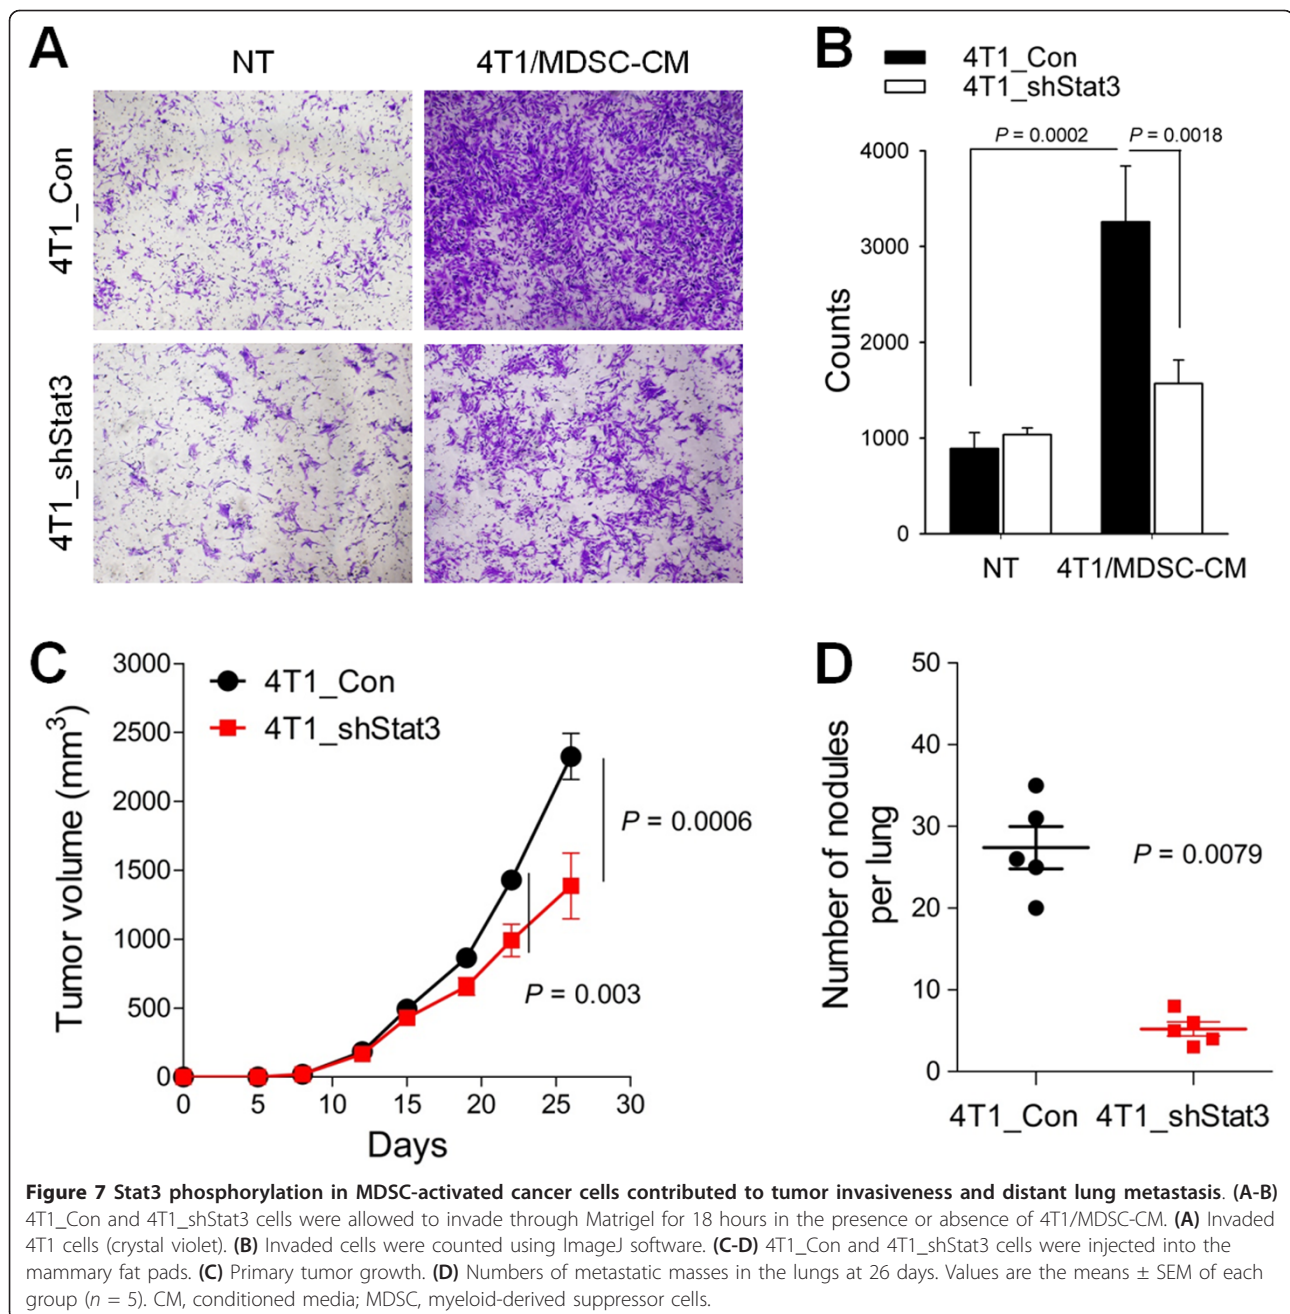 A
NT
4T1/MDSC-CM
4T1_Con
4T1_shStat3
B
4T1_Con
4T1_shStat3
P = 0.0002
P = 0.0018
4000
3000
2000
1000
0
Counts
NT
4T1/MDSC-CM
C
4T1_Con
4T1_shStat3
3000
2500
2000
1500
1000
500
0
Tumor volume (mm³)
P = 0.0006
P = 0.003
0 5 10 15 20 25 30
Days
D
50
40
30
20
10
0
Number of nodules
per lung
P = 0.0079
4T1_Con
4T1_shStat3
Figure 7 Stat3 phosphorylation in MDSC-activated cancer cells contributed to tumor invasiveness and distant lung metastasis. (A-B)
4T1_Con and 4T1_shStat3 cells were allowed to invade through Matrigel for 18 hours in the presence or absence of 4T1/MDSC-CM. (A) Invaded
4T1 cells (crystal violet). (B) Invaded cells were counted using ImageJ software. (C-D) 4T1_Con and 4T1_shStat3 cells were injected into the
mammary fat pads. (C) Primary tumor growth. (D) Numbers of metastatic masses in the lungs at 26 days. Values are the means ± SEM of each
group (n = 5). CM, conditioned media; MDSC, myeloid-derived suppressor cells.